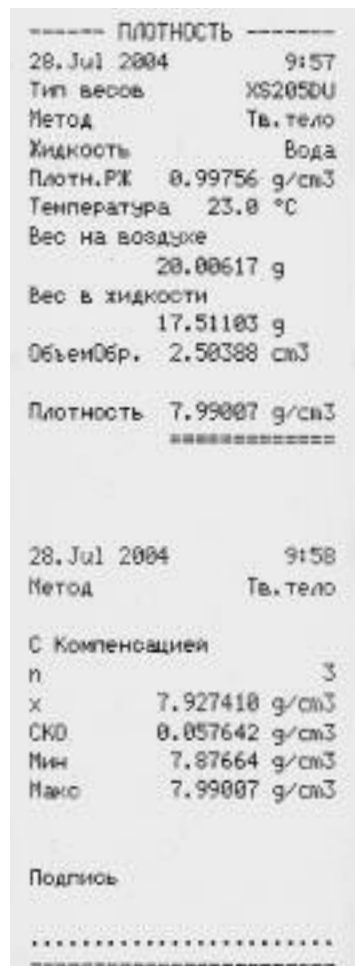 ------ ПЛОТНОСТЬ -------
28.Jul 2004 9:57
Тип весов XS205DU
Метод Тв.тело
Жидкость Вода
Плотн.РЖ 0.99756 g/cm3
Температура 23.0 °C
Вес на воздухе
20.00617 g
Вес в жидкости
17.51103 g
ОбъемОбр. 2.50388 cm3
Плотность 7.99007 g/cm3
=============
28.Jul 2004 9:58
Метод Тв.тело
С Компенсацией
n 3
x 7.927410 g/cm3
СКО 0.057642 g/cm3
Мин 7.87664 g/cm3
Макс 7.99007 g/cm3
Подпись
........................